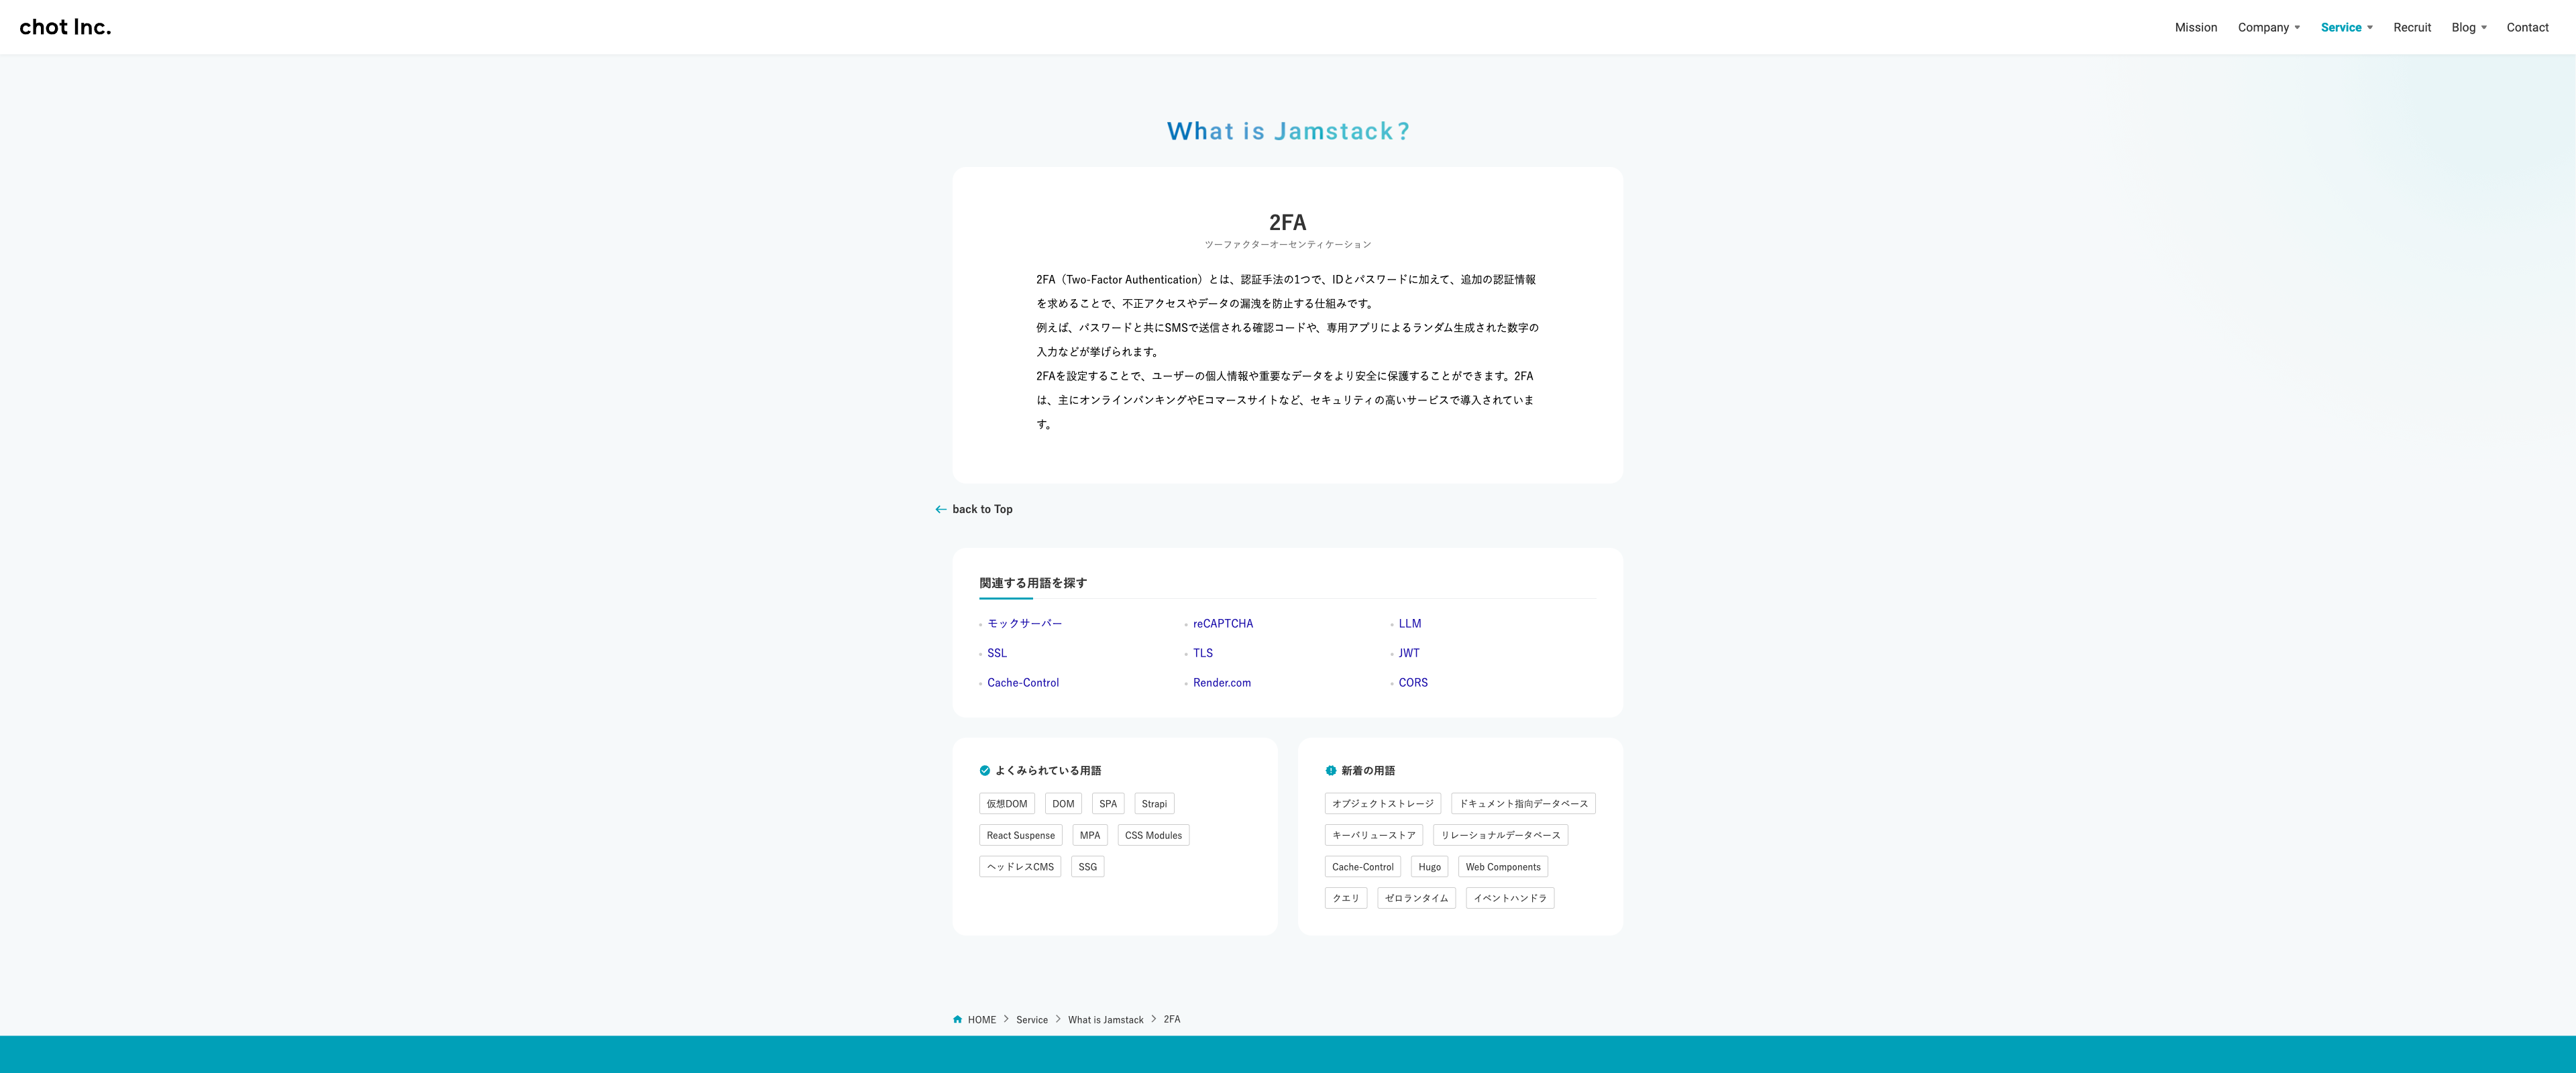 chot Inc.
Mission Company Service Recruit Blog Contact
What is Jamstack?
2FA
ツーファクターオーセンティケーション
2FA（Two-Factor Authentication）とは、認証手法の1つで、IDとパスワードに加えて、追加の認証情報
を求めることで、不正アクセスやデータの漏洩を防止する仕組みです。
例えば、パスワードと共にSMSで送信される確認コードや、専用アプリによるランダム生成された数字の
入力などが挙げられます。
2FAを設定することで、ユーザーの個人情報や重要なデータをより安全に保護することができます。2FA
は、主にオンラインバンキングやEコマースサイトなど、セキュリティの高いサービスで導入されていま
す。
back to Top
関連する用語を探す
モックサーバー reCAPTCHA LLM
SSL TLS JWT
Cache-Control Render.com CORS
よくみられている用語
仮想DOM DOM SPA Strapi
React Suspense MPA CSS Modules
ヘッドレスCMS SSG
新着の用語
オブジェクトストレージ ドキュメント指向データベース
キーバリューストア リレーショナルデータベース
Cache-Control Hugo Web Components
クエリ ゼロランタイム イベントハンドラ
HOME Service What is Jamstack 2FA